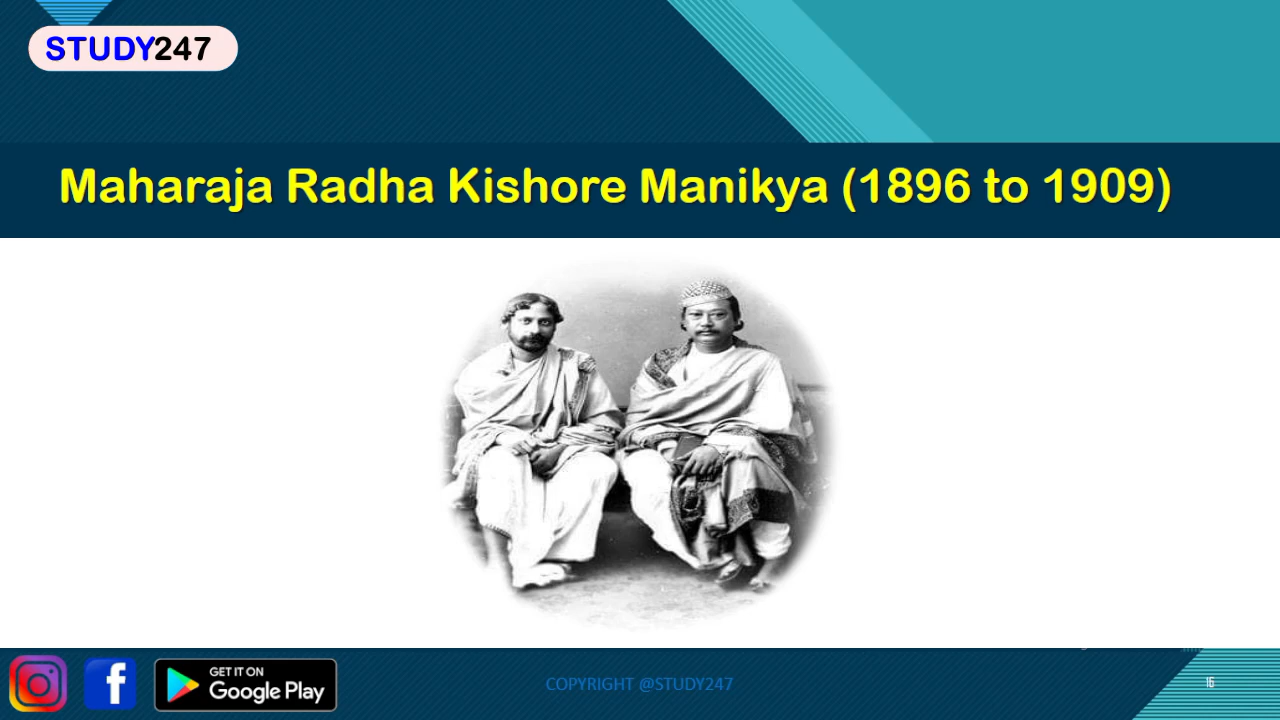 STUDY247
Maharaja Radha Kishore Manikya (1896 to 1909)
GET IT ON
Google Play
COPYRIGHT @STUDY247
16